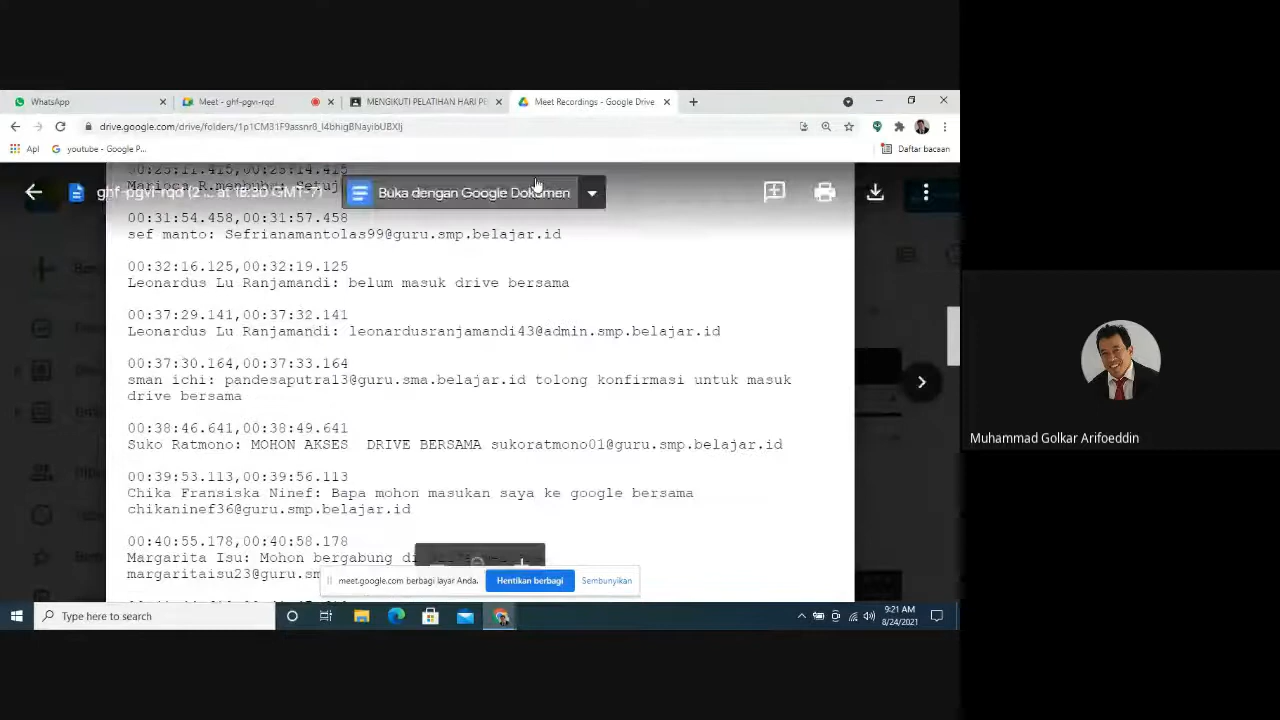 WhatsApp
Meet - ghf-pgvi-rqd
MENGIKUTI PELATIHAN HARI PE
Meet Recordings - Google Drive
drive.google.com/drive/folders/1p1CM31F9assnr8_l4bhigBNayibUBXlj
Apl
youtube - Google P...
Daftar bacaan
Buka dengan Google Dokumen
00:31:54.458,00:31:57.458
sef manto: Sefrianamantolas99@guru.smp.belajar.id
00:32:16.125,00:32:19.125
Leonardus Lu Ranjamandi: belum masuk drive bersama
00:37:29.141,00:37:32.141
Leonardus Lu Ranjamandi: leonardusranjamandi43@admin.smp.belajar.id
00:37:30.164,00:37:33.164
sman ichi: pandesaputra13@guru.sma.belajar.id tolong konfirmasi untuk masuk
drive bersama
00:38:46.641,00:38:49.641
Suko Ratmono: MOHON AKSES DRIVE BERSAMA sukoratmono01@guru.smp.belajar.id
00:39:53.113,00:39:56.113
Chika Fransiska Ninef: Bapa mohon masukan saya ke google bersama
chikaninef36@guru.smp.belajar.id
00:40:55.178,00:40:58.178
Margarita Isu: Mohon bergabung di
margaritaisu23@guru.sm
meet.google.com berbagi layar Anda.
Hentikan berbagi
Sembunyikan
Type here to search
9:21 AM
8/24/2021
Muhammad Golkar Arifoeddin